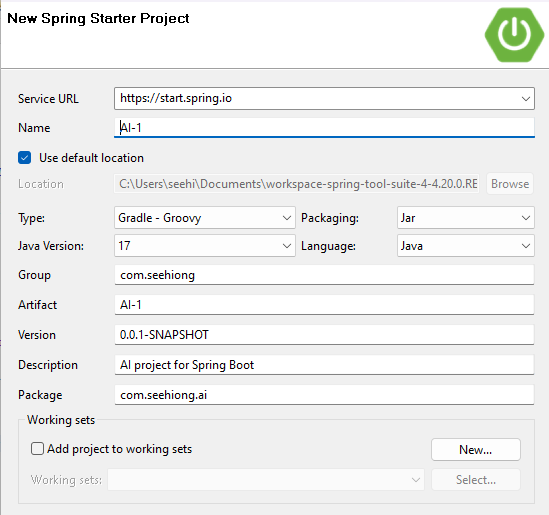 New Spring Starter Project
Service URL https://start.spring.io
Name AI-1
Use default location
Location C:\Users\seehi\Documents\workspace-spring-tool-suite-4-4.20.0.RE Browse
Type: Gradle - Groovy Packaging: Jar
Java Version: 17 Language: Java
Group com.seehiong
Artifact AI-1
Version 0.0.1-SNAPSHOT
Description AI project for Spring Boot
Package com.seehiong.ai
Working sets
Add project to working sets New...
Working sets: Select...